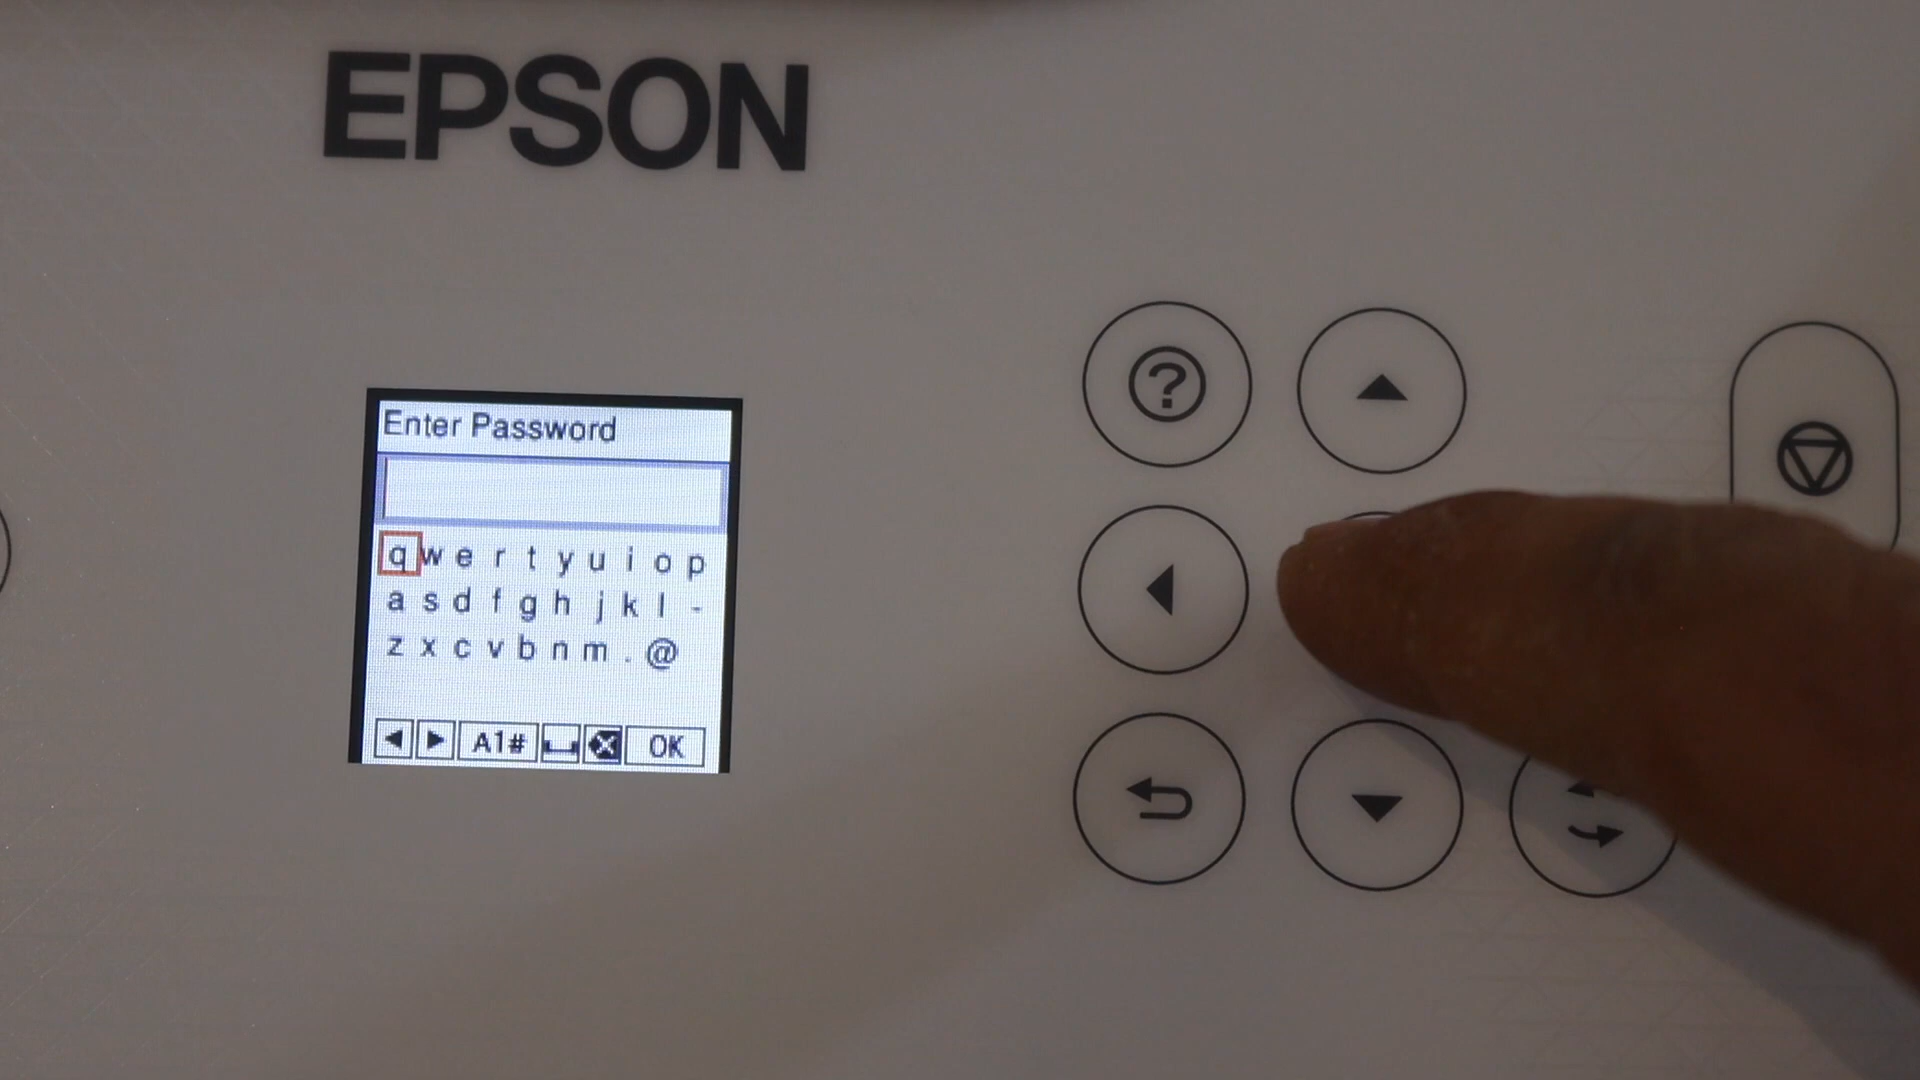 EPSON
Enter Password
q w e r t y u i o p
a s d f g h j k l -
z x c v b n m . @
A1# OK
?